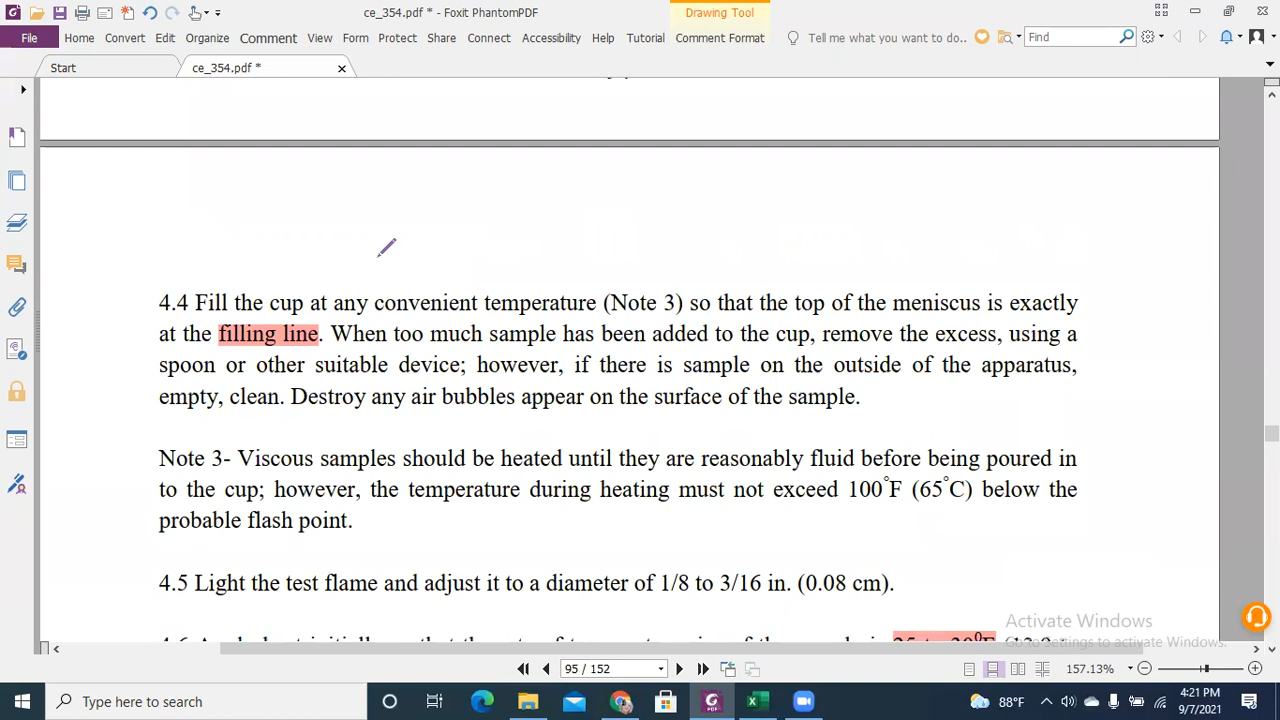 ce_354.pdf * - Foxit PhantomPDF
Drawing Tool
File Home Convert Edit Organize Comment View Form Protect Share Connect Accessibility Help Tutorial Comment Format Tell me what you want to do.. Find
Start ce_354.pdf *
4.4 Fill the cup at any convenient temperature (Note 3) so that the top of the meniscus is exactly
at the filling line. When too much sample has been added to the cup, remove the excess, using a
spoon or other suitable device; however, if there is sample on the outside of the apparatus,
empty, clean. Destroy any air bubbles appear on the surface of the sample.
Note 3- Viscous samples should be heated until they are reasonably fluid before being poured in
to the cup; however, the temperature during heating must not exceed 100°F (65°C) below the
probable flash point.
4.5 Light the test flame and adjust it to a diameter of 1/8 to 3/16 in. (0.08 cm).
Activate Windows
Go to Settings to activate Windows.
95 / 152
157.13%
Type here to search
88°F
4:21 PM
9/7/2021